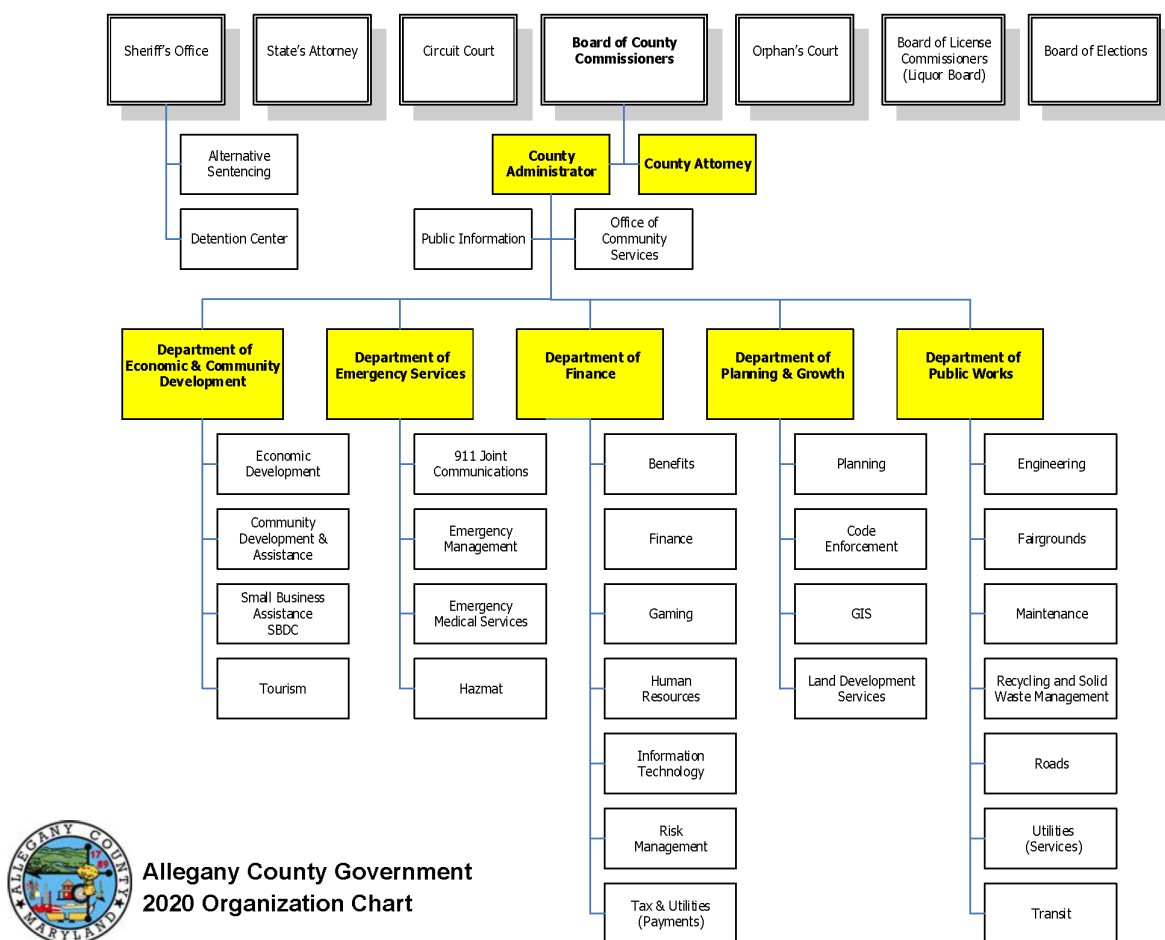 Sheriff's Office
State's Attorney
Circuit Court
Board of County
Commissioners
Orphan's Court
Board of License
Commissioners
(Liquor Board)
Board of Elections
Alternative
Sentencing
Detention Center
County
Administrator
County Attorney
Public Information
Office of
Community
Services
Department of
Economic & Community
Development
Department of
Emergency Services
Department of
Finance
Department of
Planning & Growth
Department of
Public Works
Economic
Development
Community
Development &
Assistance
Small Business
Assistance
SBDC
Tourism
911 Joint
Communications
Emergency
Management
Emergency
Medical Services
Hazmat
Benefits
Finance
Gaming
Human
Resources
Information
Technology
Risk
Management
Tax & Utilities
(Payments)
Planning
Code
Enforcement
GIS
Land Development
Services
Engineering
Fairgrounds
Maintenance
Recycling and Solid
Waste Management
Roads
Utilities
(Services)
Transit
ALLEGANY COUNTY
MARYLAND
17
89
Allegany County Government
2020 Organization Chart